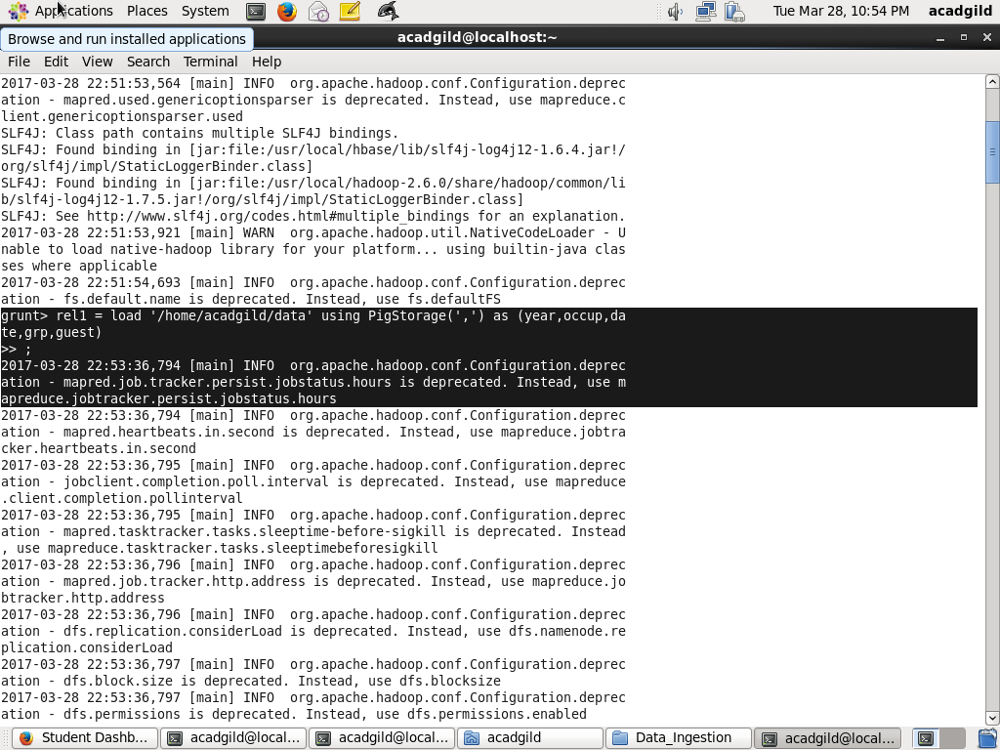 Applications Places System Tue Mar 28, 10:54 PM acadgild
Browse and run installed applications
acadgild@localhost:~
File Edit View Search Terminal Help
2017-03-28 22:51:53,564 [main] INFO  org.apache.hadoop.conf.Configuration.deprec
ation - mapred.used.genericoptionsparser is deprecated. Instead, use mapreduce.c
lient.genericoptionsparser.used
SLF4J: Class path contains multiple SLF4J bindings.
SLF4J: Found binding in [jar:file:/usr/local/hbase/lib/slf4j-log4j12-1.6.4.jar!/
org/slf4j/impl/StaticLoggerBinder.class]
SLF4J: Found binding in [jar:file:/usr/local/hadoop-2.6.0/share/hadoop/common/li
b/slf4j-log4j12-1.7.5.jar!/org/slf4j/impl/StaticLoggerBinder.class]
SLF4J: See http://www.slf4j.org/codes.html#multiple_bindings for an explanation.
2017-03-28 22:51:53,921 [main] WARN  org.apache.hadoop.util.NativeCodeLoader - U
nable to load native-hadoop library for your platform... using builtin-java clas
ses where applicable
2017-03-28 22:51:54,693 [main] INFO  org.apache.hadoop.conf.Configuration.deprec
ation - fs.default.name is deprecated. Instead, use fs.defaultFS
grunt> rel1 = load '/home/acadgild/data' using PigStorage(',') as (year,occup,da
te,grp,guest)
>> ;
2017-03-28 22:53:36,794 [main] INFO  org.apache.hadoop.conf.Configuration.deprec
ation - mapred.job.tracker.persist.jobstatus.hours is deprecated. Instead, use m
apreduce.jobtracker.persist.jobstatus.hours
2017-03-28 22:53:36,794 [main] INFO  org.apache.hadoop.conf.Configuration.deprec
ation - mapred.heartbeats.in.second is deprecated. Instead, use mapreduce.jobtra
cker.heartbeats.in.second
2017-03-28 22:53:36,795 [main] INFO  org.apache.hadoop.conf.Configuration.deprec
ation - jobclient.completion.poll.interval is deprecated. Instead, use mapreduce
.client.completion.pollinterval
2017-03-28 22:53:36,795 [main] INFO  org.apache.hadoop.conf.Configuration.deprec
ation - mapred.tasktracker.tasks.sleeptime-before-sigkill is deprecated. Instead
, use mapreduce.tasktracker.tasks.sleeptimebeforesigkill
2017-03-28 22:53:36,796 [main] INFO  org.apache.hadoop.conf.Configuration.deprec
ation - mapred.job.tracker.http.address is deprecated. Instead, use mapreduce.jo
btracker.http.address
2017-03-28 22:53:36,796 [main] INFO  org.apache.hadoop.conf.Configuration.deprec
ation - dfs.replication.considerLoad is deprecated. Instead, use dfs.namenode.re
plication.considerLoad
2017-03-28 22:53:36,797 [main] INFO  org.apache.hadoop.conf.Configuration.deprec
ation - dfs.block.size is deprecated. Instead, use dfs.blocksize
2017-03-28 22:53:36,797 [main] INFO  org.apache.hadoop.conf.Configuration.deprec
ation - dfs.permissions is deprecated. Instead, use dfs.permissions.enabled
Student Dashb... acadgild@local... acadgild@local... acadgild Data_Ingestion acadgild@local...